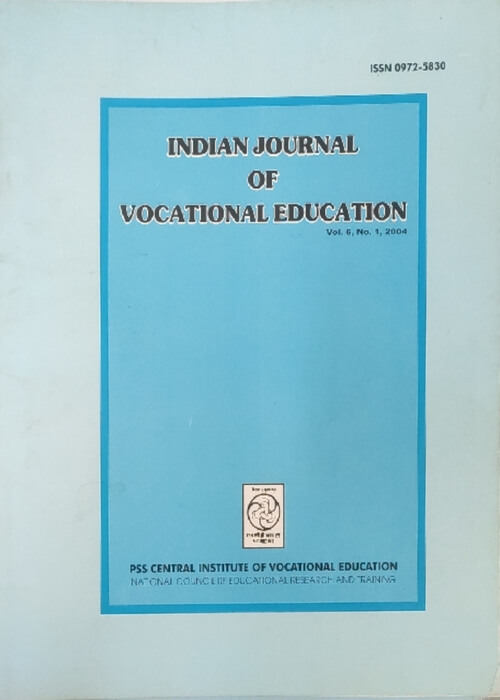 ISSN 0972-5830
INDIAN JOURNAL
OF
VOCATIONAL EDUCATION
Vol. 6, No. 1, 2004
PSS CENTRAL INSTITUTE OF VOCATIONAL EDUCATION
NATIONAL COUNCIL OF EDUCATIONAL RESEARCH AND TRAINING